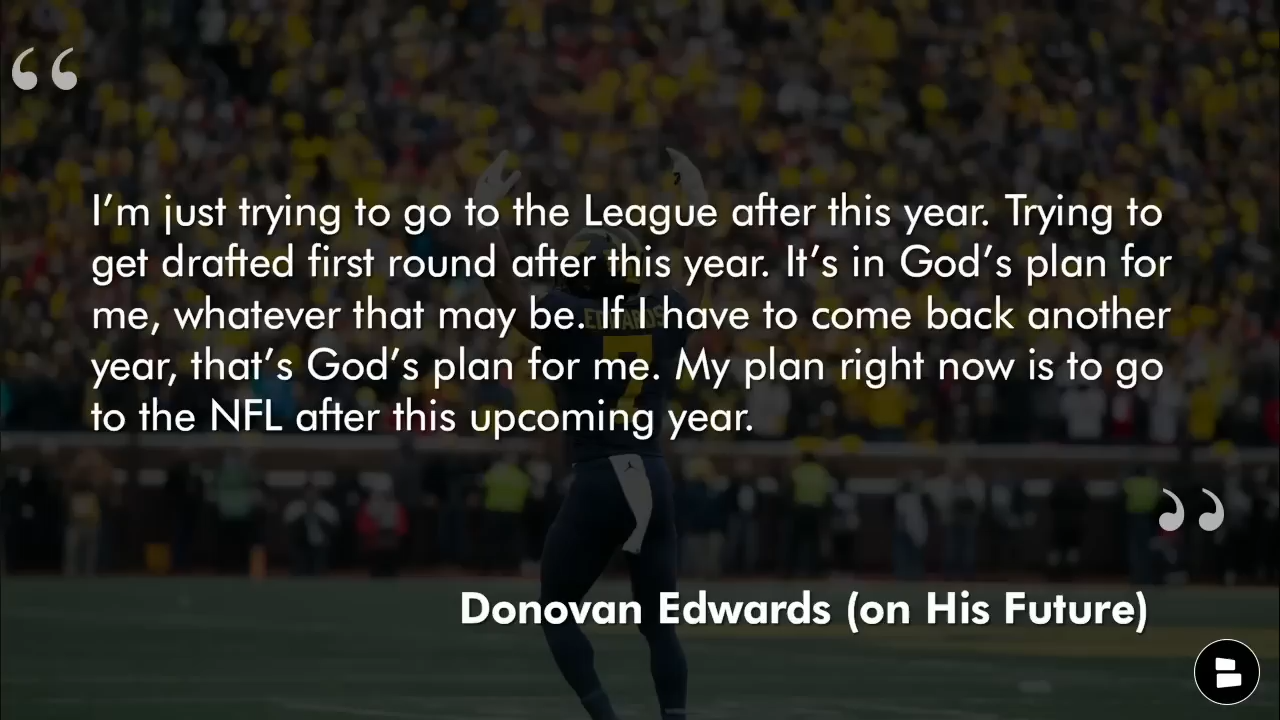 “
I’m just trying to go to the League after this year. Trying to
get drafted first round after this year. It’s in God’s plan for
me, whatever that may be. If I have to come back another
year, that’s God’s plan for me. My plan right now is to go
to the NFL after this upcoming year.
”
Donovan Edwards (on His Future)
EDWARDS
7